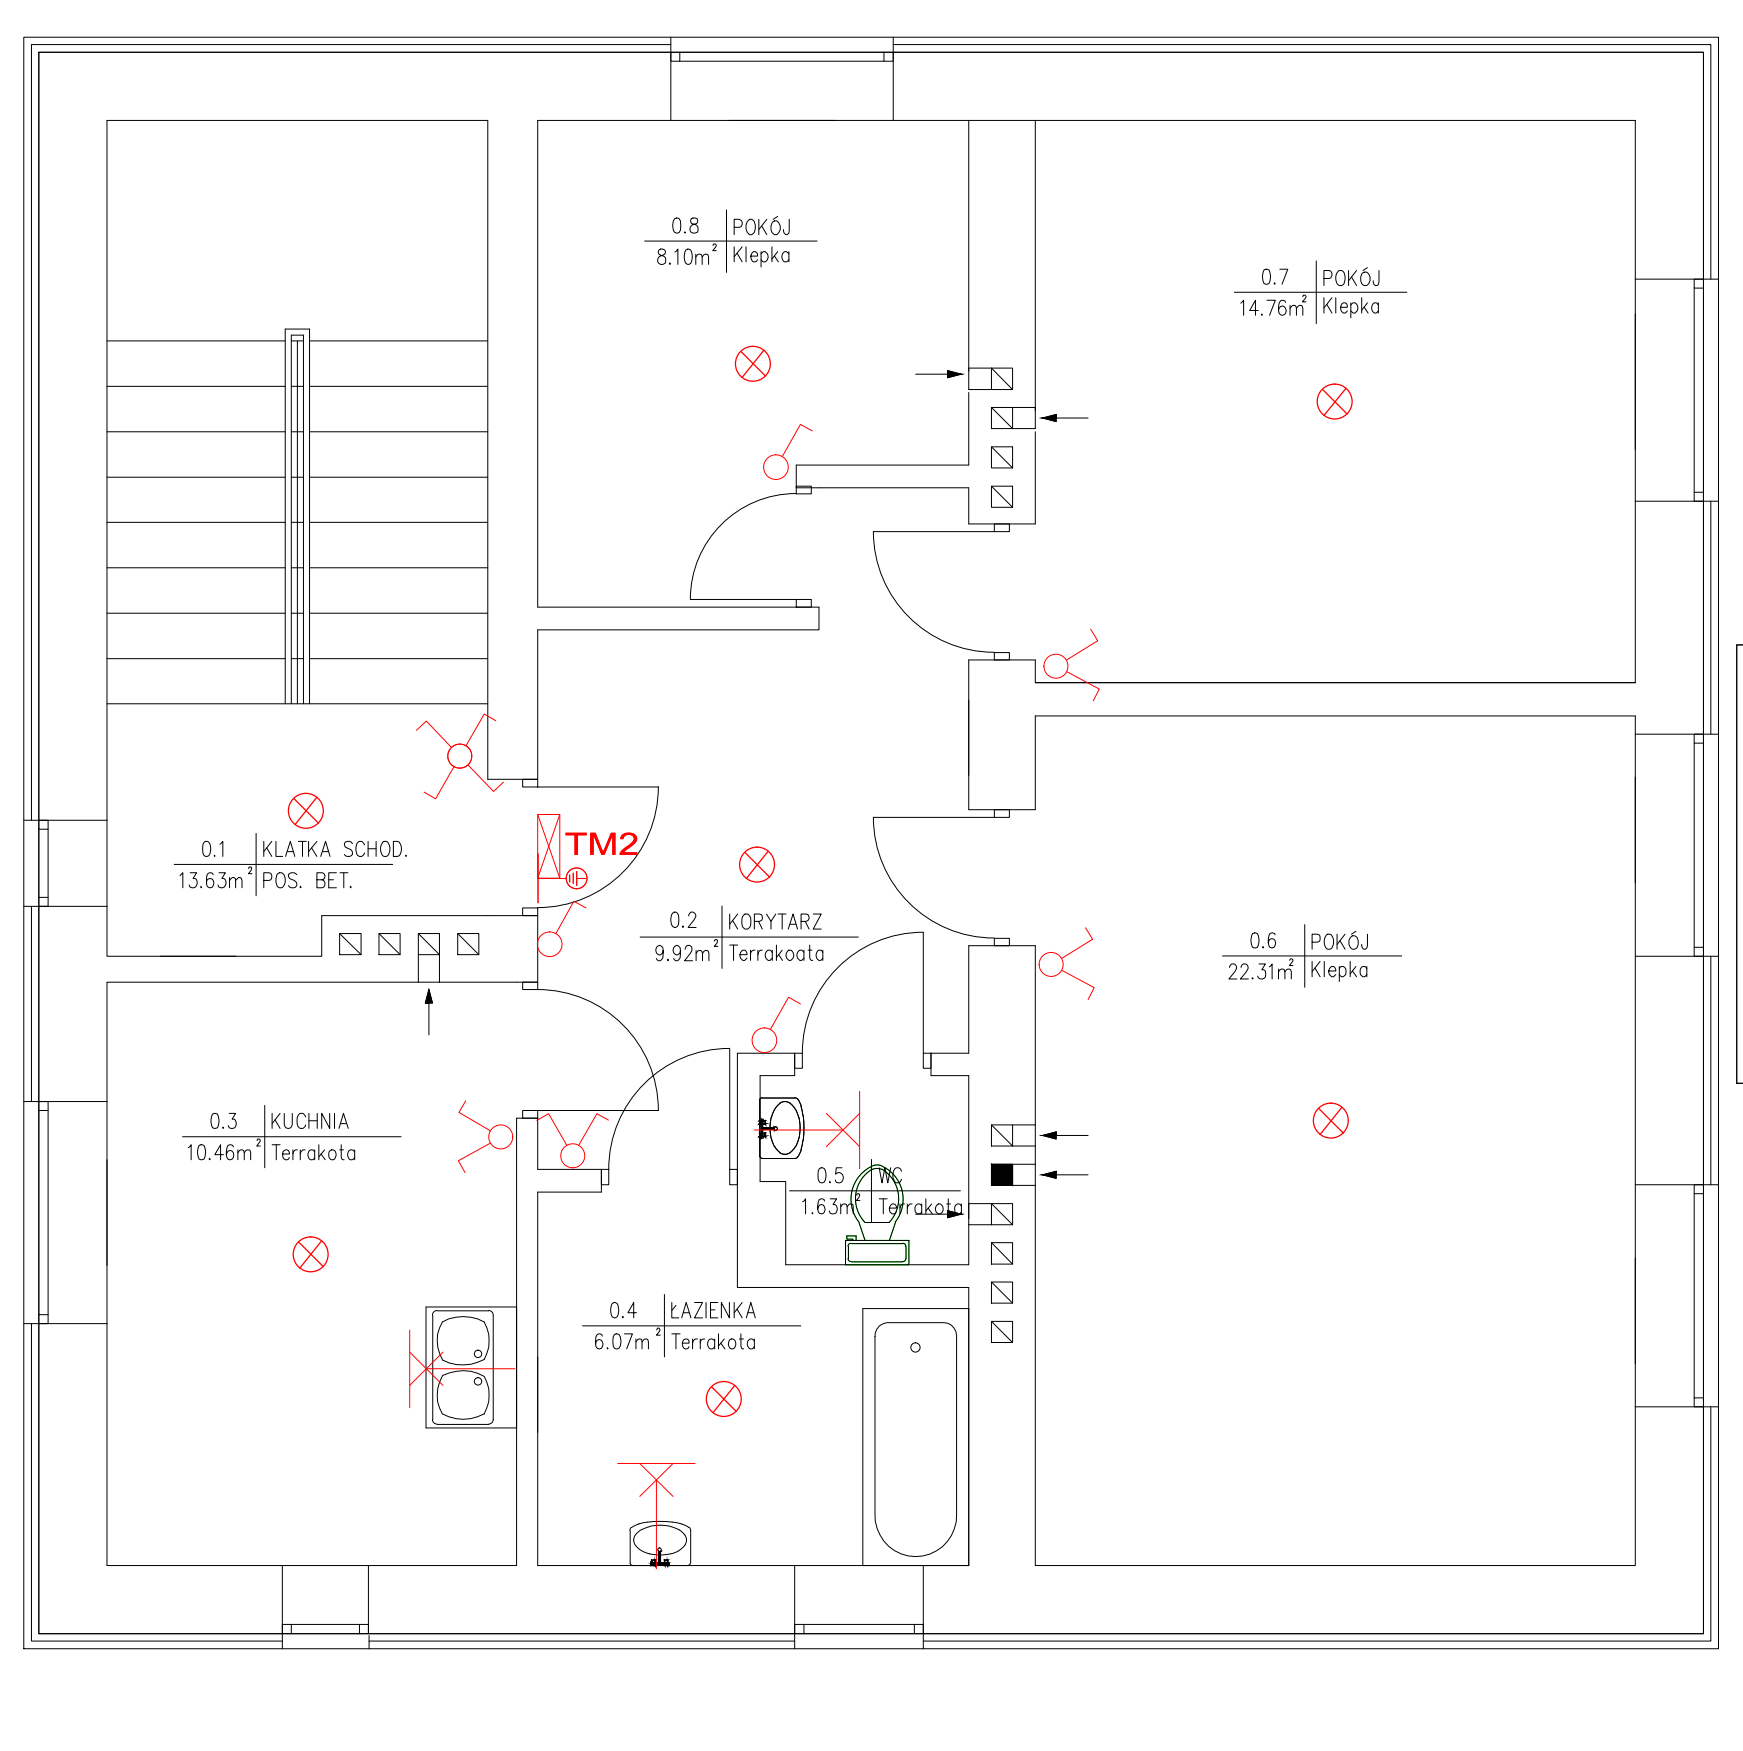 0.8 POKÓJ
8.10m² Klepka
0.7 POKÓJ
14.76m² Klepka
TM2
0.1 KLATKA SCHOD.
13.63m² POS. BET.
0.2 KORYTARZ
9.92m² Terrakoata
0.6 POKÓJ
22.31m² Klepka
0.3 KUCHNIA
10.46m² Terrakota
0.5 WC
1.63m² Terrakota
0.4 ŁAZIENKA
6.07m² Terrakota